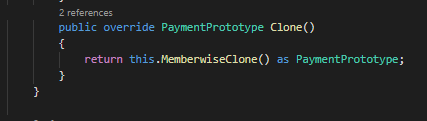 2 references
public override PaymentPrototype Clone()
{
return this.MemberwiseClone() as PaymentPrototype;
}
}